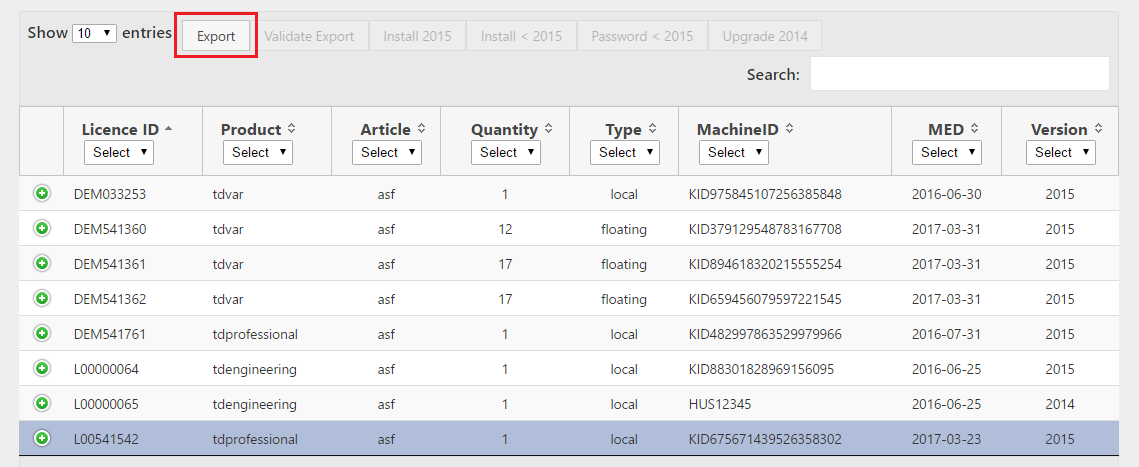 Show 10 entries Export Validate Export Install 2015 Install < 2015 Password < 2015 Upgrade 2014
Search:
Licence ID Product Article Quantity Type MachineID MED Version
Select Select Select Select Select Select Select Select
DEM033253 tdvar asf 1 local KID975845107256385848 2016-06-30 2015
DEM541360 tdvar asf 12 floating KID379129548783167708 2017-03-31 2015
DEM541361 tdvar asf 17 floating KID894618320215555254 2017-03-31 2015
DEM541362 tdvar asf 17 floating KID659456079597221545 2017-03-31 2015
DEM541761 tdprofessional asf 1 local KID482997863529979966 2016-07-31 2015
L00000064 tdengineering asf 1 local KID88301828969156095 2016-06-25 2015
L00000065 tdengineering asf 1 local HUS12345 2016-06-25 2014
L00541542 tdprofessional asf 1 local KID675671439526358302 2017-03-23 2015